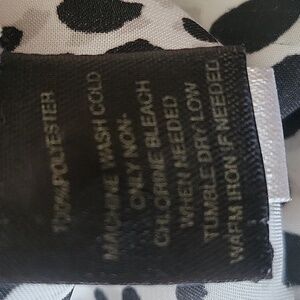 100% POLYESTER
MACHINE WASH COLD
ONLY NON-
CHLORINE BLEACH
WHEN NEEDED
TUMBLE DRY LOW
WARM IRON IF NEEDED